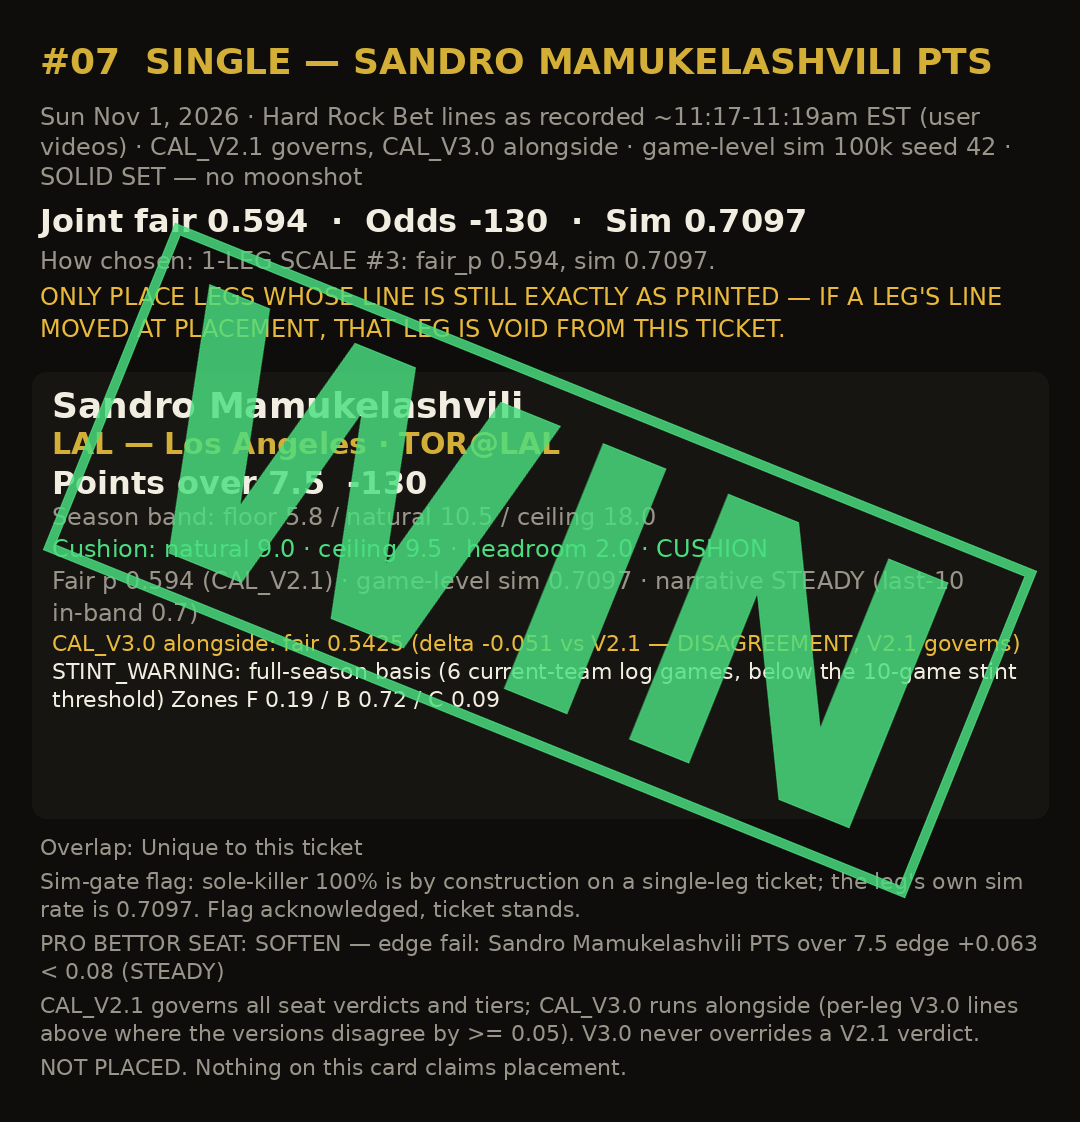 #07 SINGLE — SANDRO MAMUKELASHVILI PTS
Sun Nov 1, 2026 · Hard Rock Bet lines as recorded ~11:17-11:19am EST (user
videos) · CAL_V2.1 governs, CAL_V3.0 alongside · game-level sim 100k seed 42 ·
SOLID SET — no moonshot
Joint fair 0.594 · Odds -130 · Sim 0.7097
How chosen: 1-LEG SCALE #3: fair_p 0.594, sim 0.7097.
ONLY PLACE LEGS WHOSE LINE IS STILL EXACTLY AS PRINTED — IF A LEG'S LINE
MOVED AT PLACEMENT, THAT LEG IS VOID FROM THIS TICKET.
Sandro Mamukelashvili
LAL — Los Angeles · TOR@LAL
Points over 7.5 -130
Season band: floor 5.8 / natural 10.5 / ceiling 18.0
Cushion: natural 9.0 · ceiling 9.5 · headroom 2.0 · CUSHION
Fair p 0.594 (CAL_V2.1) · game-level sim 0.7097 · narrative STEADY (last-10
in-band 0.7)
CAL_V3.0 alongside: fair 0.5425 (delta -0.051 vs V2.1 — DISAGREEMENT, V2.1 governs)
STINT_WARNING: full-season basis (6 current-team log games, below the 10-game stint
threshold) Zones F 0.19 / B 0.72 / C 0.09
WIN
Overlap: Unique to this ticket
Sim-gate flag: sole-killer 100% is by construction on a single-leg ticket; the leg's own sim
rate is 0.7097. Flag acknowledged, ticket stands.
PRO BETTOR SEAT: SOFTEN — edge fail: Sandro Mamukelashvili PTS over 7.5 edge +0.063
< 0.08 (STEADY)
CAL_V2.1 governs all seat verdicts and tiers; CAL_V3.0 runs alongside (per-leg V3.0 lines
above where the versions disagree by >= 0.05). V3.0 never overrides a V2.1 verdict.
NOT PLACED. Nothing on this card claims placement.